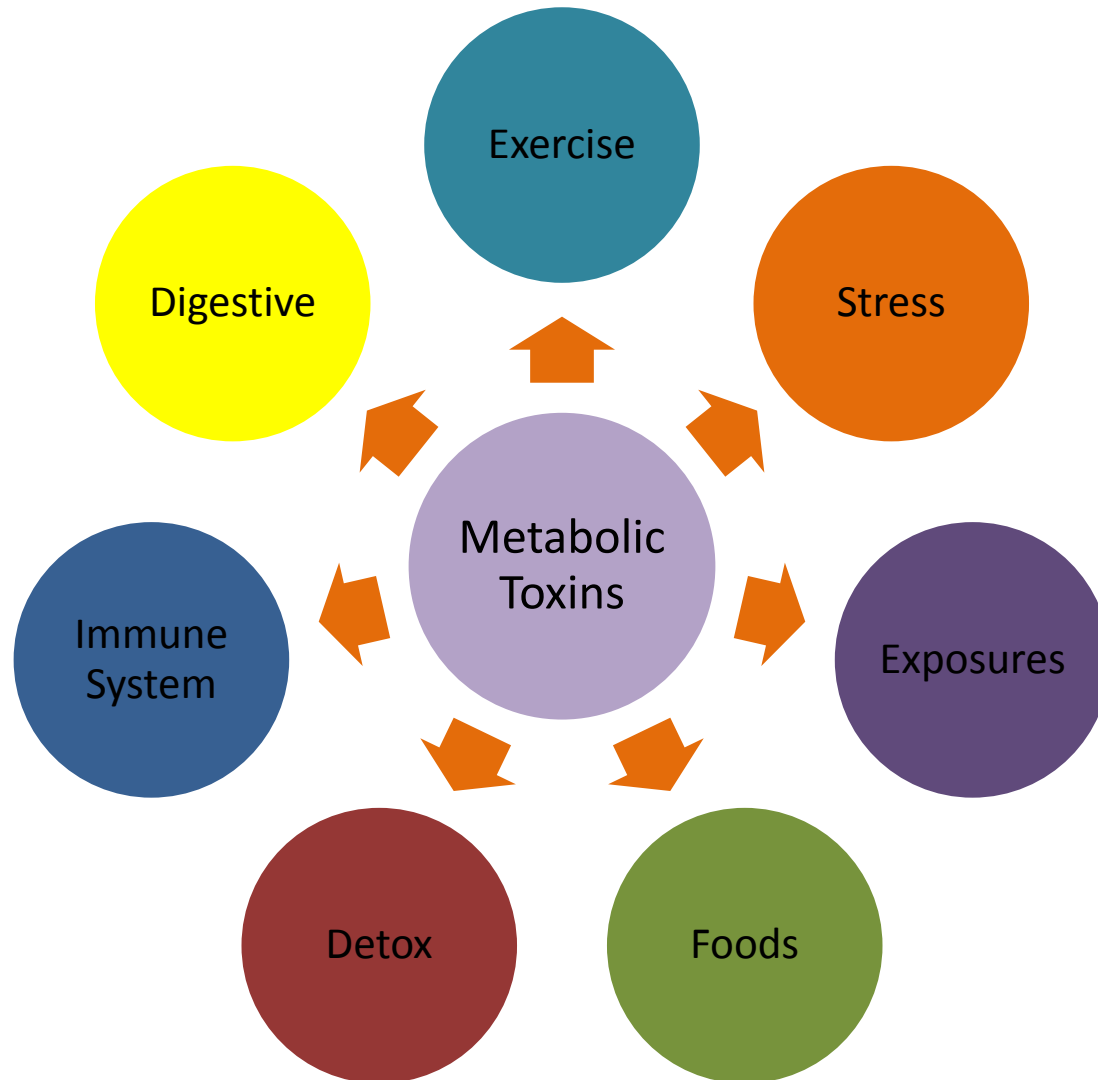 Exercise
Stress
Exposures
Foods
Detox
Immune
System
Digestive
Metabolic
Toxins